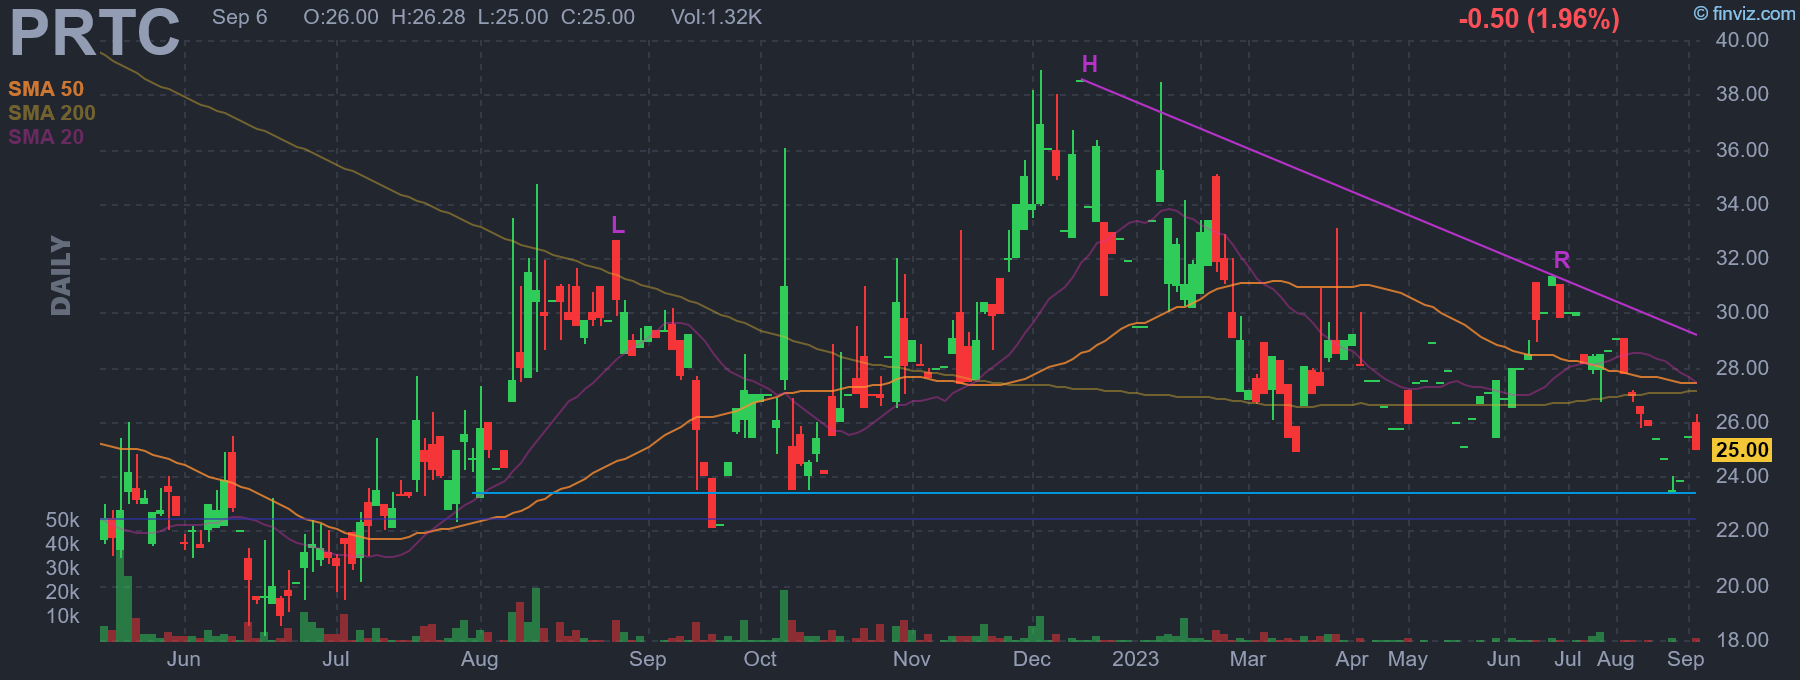 PRTC Sep 6 O:26.00 H:26.28 L:25.00 C:25.00 Vol:1.32K -0.50 (1.96%) © finviz.com
SMA 50
SMA 200
SMA 20
DAILY
L
H
R
40.00
38.00
36.00
34.00
32.00
30.00
28.00
26.00
25.00
24.00
22.00
20.00
18.00
50k
40k
30k
20k
10k
Jun Jul Aug Sep Oct Nov Dec 2023 Mar Apr May Jun Jul Aug Sep